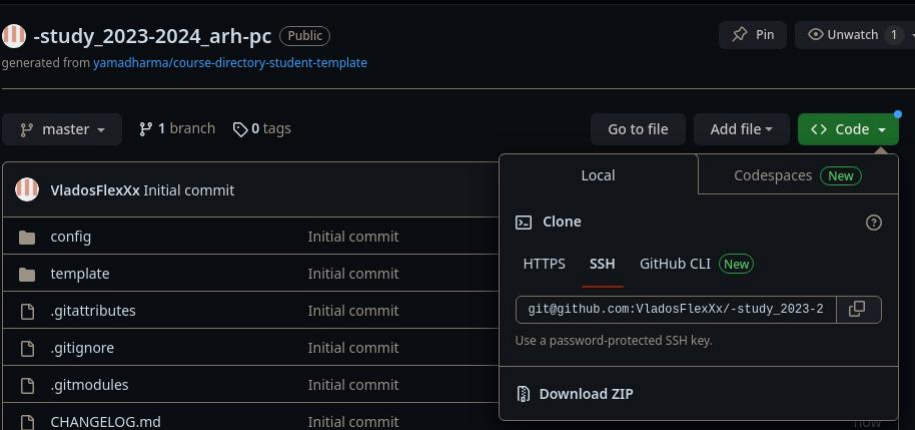 -study_2023-2024_arh-pc Public
Pin
Unwatch 1
generated from yamadharma/course-directory-student-template
master
1 branch
0 tags
Go to file
Add file
<> Code
VladosFlexXx Initial commit
config Initial commit
template Initial commit
.gitattributes Initial commit
.gitignore Initial commit
.gitmodules Initial commit
CHANGELOG.md Initial commit now
Local
Codespaces New
Clone
HTTPS SSH GitHub CLI New
git@github.com:VladosFlexXx/-study_2023-2
Use a password-protected SSH key.
Download ZIP